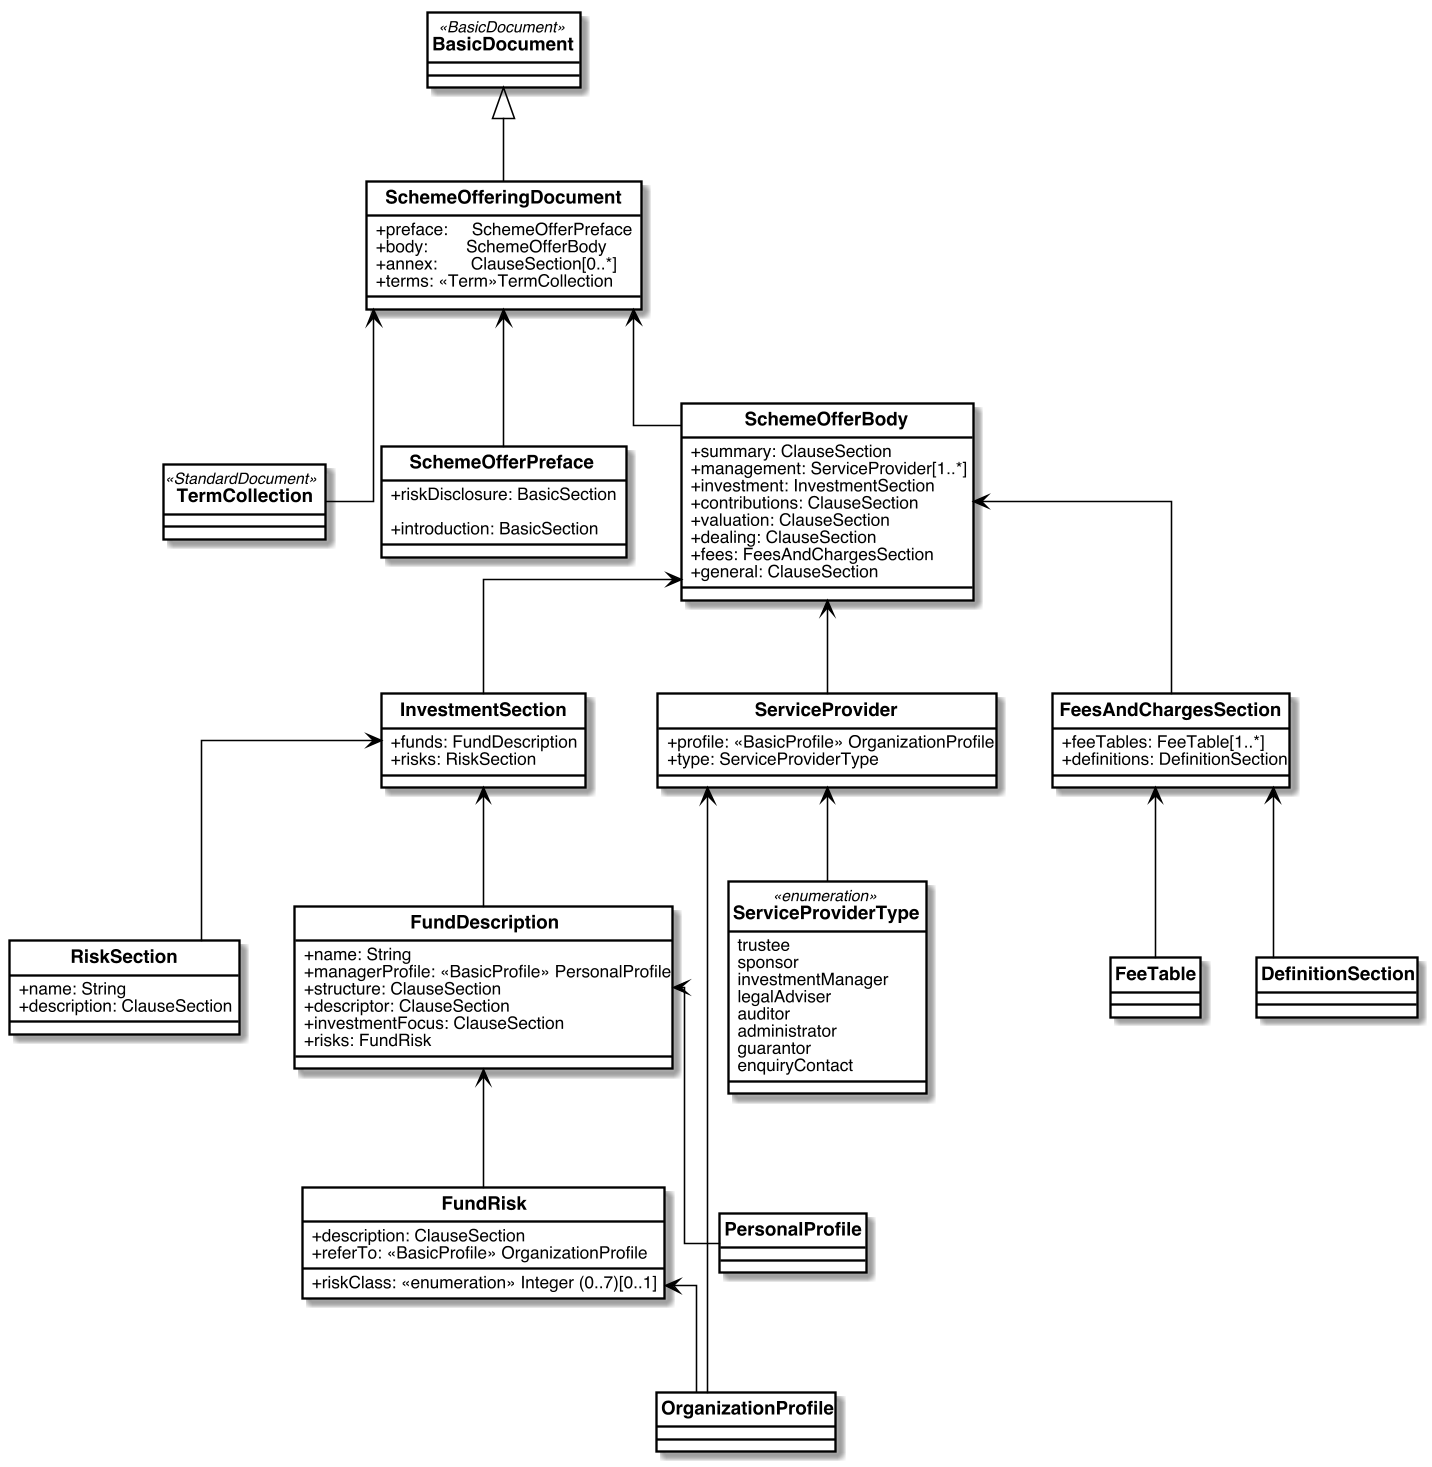 «BasicDocument»
BasicDocument
SchemeOfferingDocument
+preface: SchemeOfferPreface
+body: SchemeOfferBody
+annex: ClauseSection[0..*]
+terms: «Term»TermCollection
SchemeOfferBody
+summary: ClauseSection
+management: ServiceProvider[1..*]
+investment: InvestmentSection
+contributions: ClauseSection
+valuation: ClauseSection
+dealing: ClauseSection
+fees: FeesAndChargesSection
+general: ClauseSection
SchemeOfferPreface
+riskDisclosure: BasicSection
+introduction: BasicSection
«StandardDocument»
TermCollection
InvestmentSection
+funds: FundDescription
+risks: RiskSection
ServiceProvider
+profile: «BasicProfile» OrganizationProfile
+type: ServiceProviderType
FeesAndChargesSection
+feeTables: FeeTable[1..*]
+definitions: DefinitionSection
«enumeration»
ServiceProviderType
trustee
sponsor
investmentManager
legalAdviser
auditor
administrator
guarantor
enquiryContact
FundDescription
+name: String
+managerProfile: «BasicProfile» PersonalProfile
+structure: ClauseSection
+descriptor: ClauseSection
+investmentFocus: ClauseSection
+risks: FundRisk
RiskSection
+name: String
+description: ClauseSection
FeeTable
DefinitionSection
FundRisk
+description: ClauseSection
+referTo: «BasicProfile» OrganizationProfile
+riskClass: «enumeration» Integer (0..7)[0..1]
PersonalProfile
OrganizationProfile